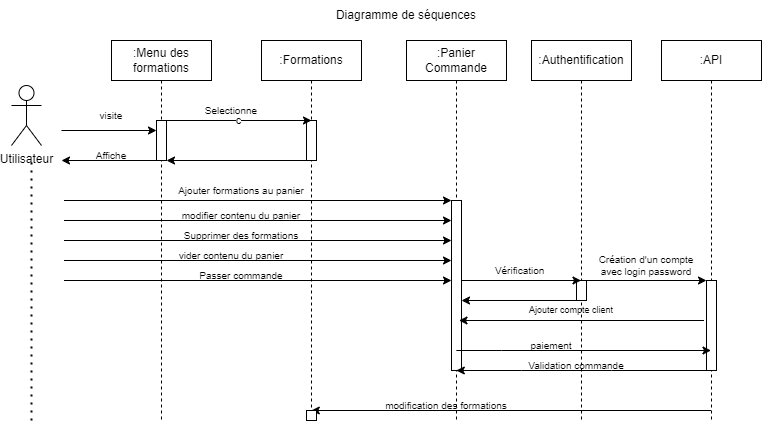 Diagramme de séquences
:Menu des
formations
:Formations
:Panier
Commande
:Authentification
:API
visite
Selectionne
c
Utilisateur
Affiche
Ajouter formations au panier
modifier contenu du panier
Supprimer des formations
vider contenu du panier
Passer commande
Vérification
Création d'un compte
avec login password
Ajouter compte client
paiement
Validation commande
modification des formations